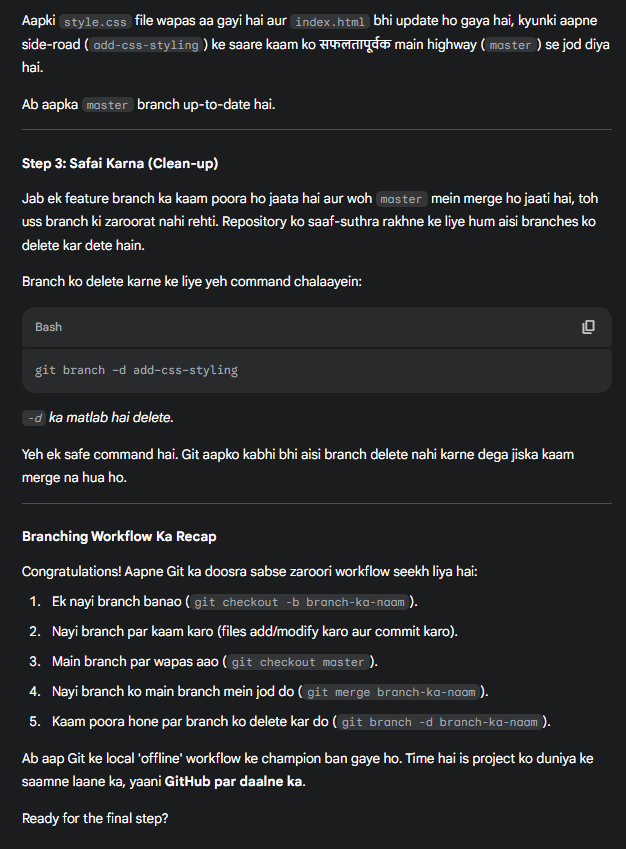 Aapki style.css file wapas aa gayi hai aur index.html bhi update ho gaya hai, kyunki aapne
side-road (add-css-styling) ke saare kaam ko सफलतापूर्वक main highway (master) se jod diya
hai.
Ab aapka master branch up-to-date hai.
Step 3: Safai Karna (Clean-up)
Jab ek feature branch ka kaam poora ho jaata hai aur woh master mein merge ho jaati hai, toh
uss branch ki zaroorat nahi rehti. Repository ko saaf-suthra rakhne ke liye hum aisi branches ko
delete kar dete hain.
Branch ko delete karne ke liye yeh command chalaayein:
Bash
git branch -d add-css-styling
-d ka matlab hai delete.
Yeh ek safe command hai. Git aapko kabhi bhi aisi branch delete nahi karne dega jiska kaam
merge na hua ho.
Branching Workflow Ka Recap
Congratulations! Aapne Git ka doosra sabse zaroori workflow seekh liya hai:
1. Ek nayi branch banao (git checkout -b branch-ka-naam).
2. Nayi branch par kaam karo (files add/modify karo aur commit karo).
3. Main branch par wapas aao (git checkout master).
4. Nayi branch ko main branch mein jod do (git merge branch-ka-naam).
5. Kaam poora hone par branch ko delete kar do (git branch -d branch-ka-naam).
Ab aap Git ke local 'offline' workflow ke champion ban gaye ho. Time hai is project ko duniya ke
saamne laane ka, yaani GitHub par daalne ka.
Ready for the final step?